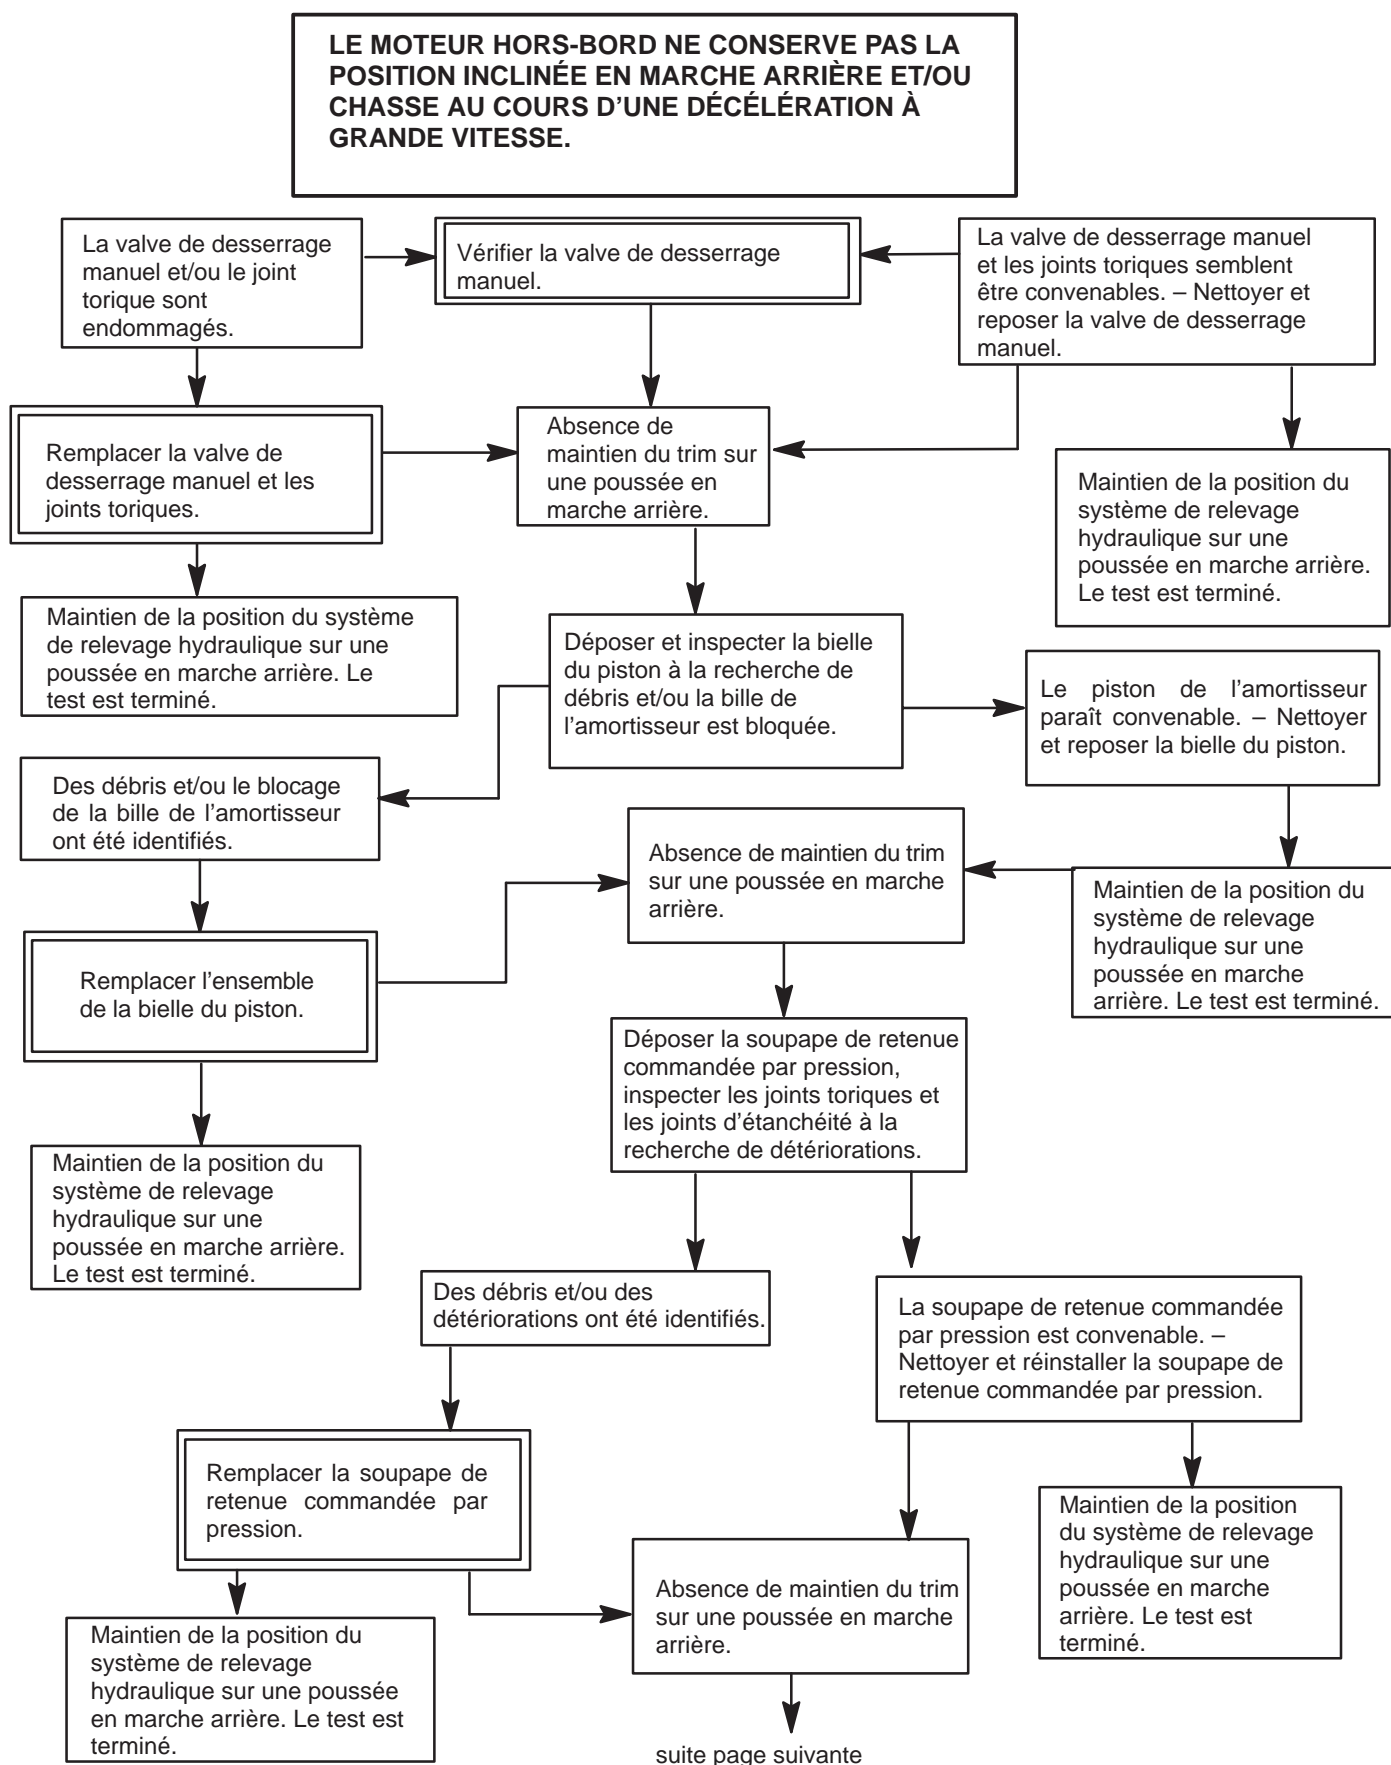 LE MOTEUR HORS-BORD NE CONSERVE PAS LA
POSITION INCLINÉE EN MARCHE ARRIÈRE ET/OU
CHASSE AU COURS D’UNE DÉCÉLÉRATION À
GRANDE VITESSE.
La valve de desserrage
manuel et/ou le joint
torique sont
endommagés.
Vérifier la valve de desserrage
manuel.
La valve de desserrage manuel
et les joints toriques semblent
être convenables. – Nettoyer et
reposer la valve de desserrage
manuel.
Remplacer la valve de
desserrage manuel et les
joints toriques.
Absence de
maintien du trim sur
une poussée en
marche arrière.
Maintien de la position du
système de relevage
hydraulique sur une
poussée en marche arrière.
Le test est terminé.
Maintien de la position du système
de relevage hydraulique sur une
poussée en marche arrière. Le
test est terminé.
Déposer et inspecter la bielle
du piston à la recherche de
débris et/ou la bille de
l’amortisseur est bloquée.
Le piston de l’amortisseur
paraît convenable. – Nettoyer
et reposer la bielle du piston.
Des débris et/ou le blocage
de la bille de l’amortisseur
ont été identifiés.
Absence de maintien du trim
sur une poussée en marche
arrière.
Maintien de la position du
système de relevage
hydraulique sur une
poussée en marche
arrière. Le test est terminé.
Remplacer l’ensemble
de la bielle du piston.
Déposer la soupape de retenue
commandée par pression,
inspecter les joints toriques et
les joints d’étanchéité à la
recherche de détériorations.
Maintien de la position du
système de relevage
hydraulique sur une
poussée en marche arrière.
Le test est terminé.
Des débris et/ou des
détériorations ont été identifiés.
La soupape de retenue commandée
par pression est convenable. –
Nettoyer et réinstaller la soupape de
retenue commandée par pression.
Remplacer la soupape de
retenue commandée par
pression.
Maintien de la position
du système de relevage
hydraulique sur une
poussée en marche
arrière. Le test est
terminé.
Absence de maintien du trim
sur une poussée en marche
arrière.
Maintien de la position du
système de relevage
hydraulique sur une poussée
en marche arrière. Le test est
terminé.
suite page suivante